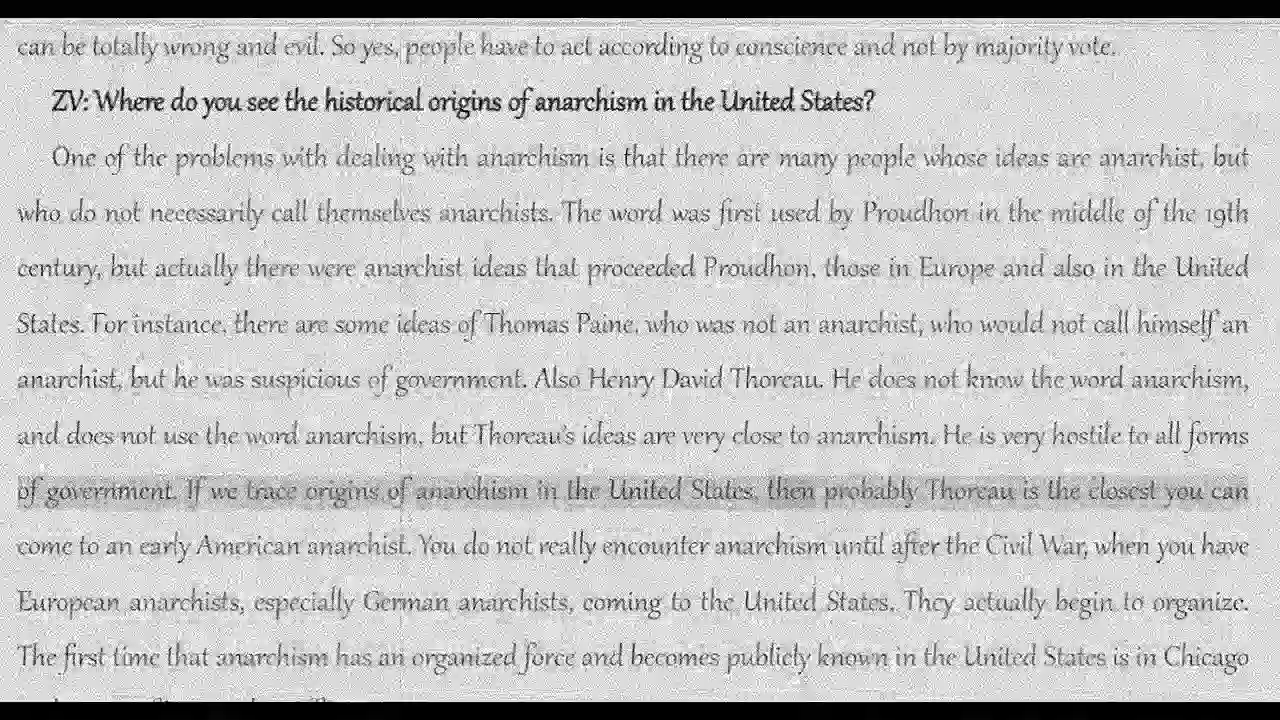 can be totally wrong and evil. So yes, people have to act according to conscience and not by majority vote.
ZV: Where do you see the historical origins of anarchism in the United States?
One of the problems with dealing with anarchism is that there are many people whose ideas are anarchist, but
who do not necessarily call themselves anarchists. The word was first used by Proudhon in the middle of the 19th
century, but actually there were anarchist ideas that proceeded Proudhon, those in Europe and also in the United
States. For instance, there are some ideas of Thomas Paine, who was not an anarchist, who would not call himself an
anarchist, but he was suspicious of government. Also Henry David Thoreau. He does not know the word anarchism,
and does not use the word anarchism, but Thoreau's ideas are very close to anarchism. He is very hostile to all forms
of government. If we trace origins of anarchism in the United States, then probably Thoreau is the closest you can
come to an early American anarchist. You do not really encounter anarchism until after the Civil War, when you have
European anarchists, especially German anarchists, coming to the United States. They actually begin to organize.
The first time that anarchism has an organized force and becomes publicly known in the United States is in Chicago